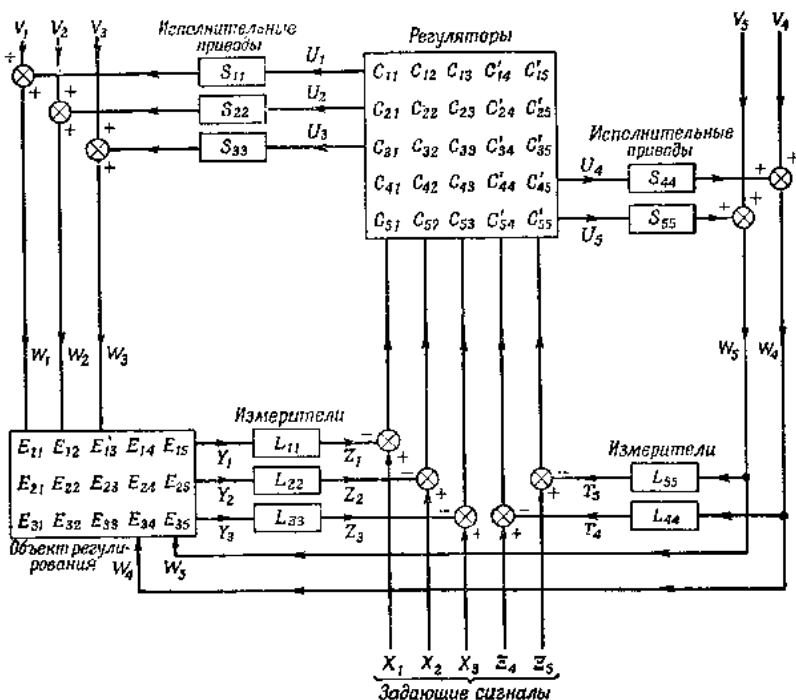 V₁ V₂ V₃ Исполнительные приводы Регуляторы V₅ V₄
U₁ S₁₁
U₂ S₂₂
U₃ S₃₃
C₁₁ C₁₂ C₁₃ C'₁₄ C'₁₅
C₂₁ C₂₂ C₂₃ C'₂₄ C'₂₅
C₃₁ C₃₂ C₃₃ C'₃₄ C'₃₅
C₄₁ C₄₂ C₄₃ C'₄₄ C'₄₅
C₅₁ C₅₂ C₅₃ C'₅₄ C'₅₅
Исполнительные
приводы
U₄ S₄₄
U₅ S₅₅
W₁ W₂ W₃ W₅ W₄
Измерители
E₁₁ E₁₂ E'₁₃ E₁₄ E₁₅
E₂₁ E₂₂ E₂₃ E₂₄ E₂₅
E₃₁ E₃₂ E₃₃ E₃₄ E₃₅
Y₁ L₁₁ Z₁
Y₂ L₂₂ Z₂
Y₃ L₃₃ Z₃
Измерители
L₅₅
L₄₄ T₄
Объект регули-
рования
W₄ W₅
X₁ X₂ X₃ Ξ₄ Ξ₅
Задающие сигналы